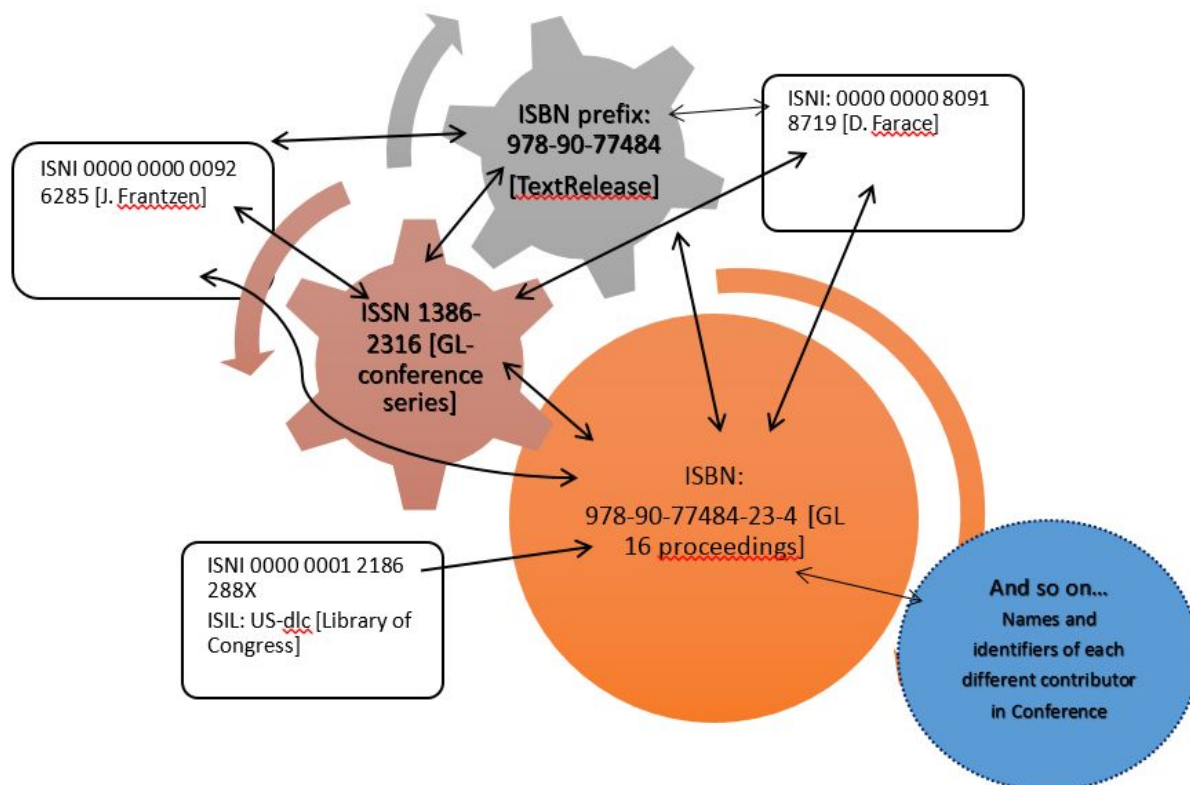 ISBN prefix:
978-90-77484
[TextRelease]
ISNI: 0000 0000 8091
8719 [D. Farace]
ISNI 0000 0000 0092
6285 [J. Frantzen]
ISSN 1386-
2316 [GL-
conference
series]
ISBN:
978-90-77484-23-4 [GL
16 proceedings]
ISNI 0000 0001 2186
288X
ISIL: US-dlc [Library of
Congress]
And so on...
Names and
identifiers of each
different contributor
in Conference